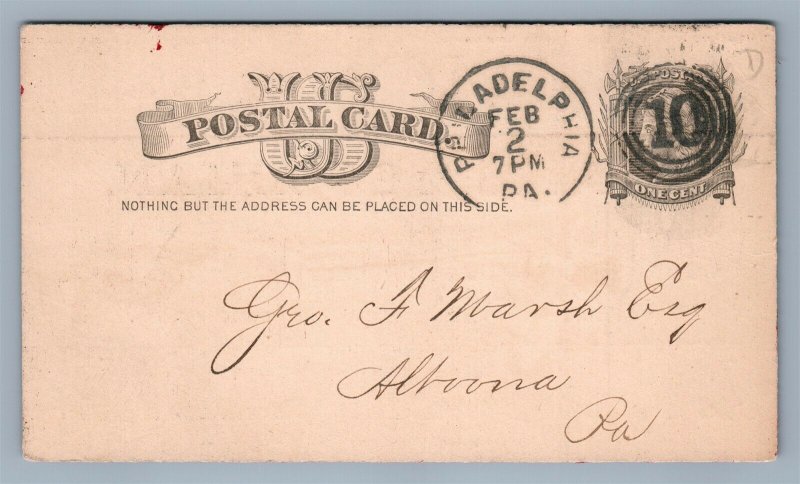 US
POSTAL CARD
NOTHING BUT THE ADDRESS CAN BE PLACED ON THIS SIDE.
PHILADELPHIA
FEB
2
7PM
PA.
10
ONE CENT
Geo. F Marsh Esq
Altoona
Pa
D